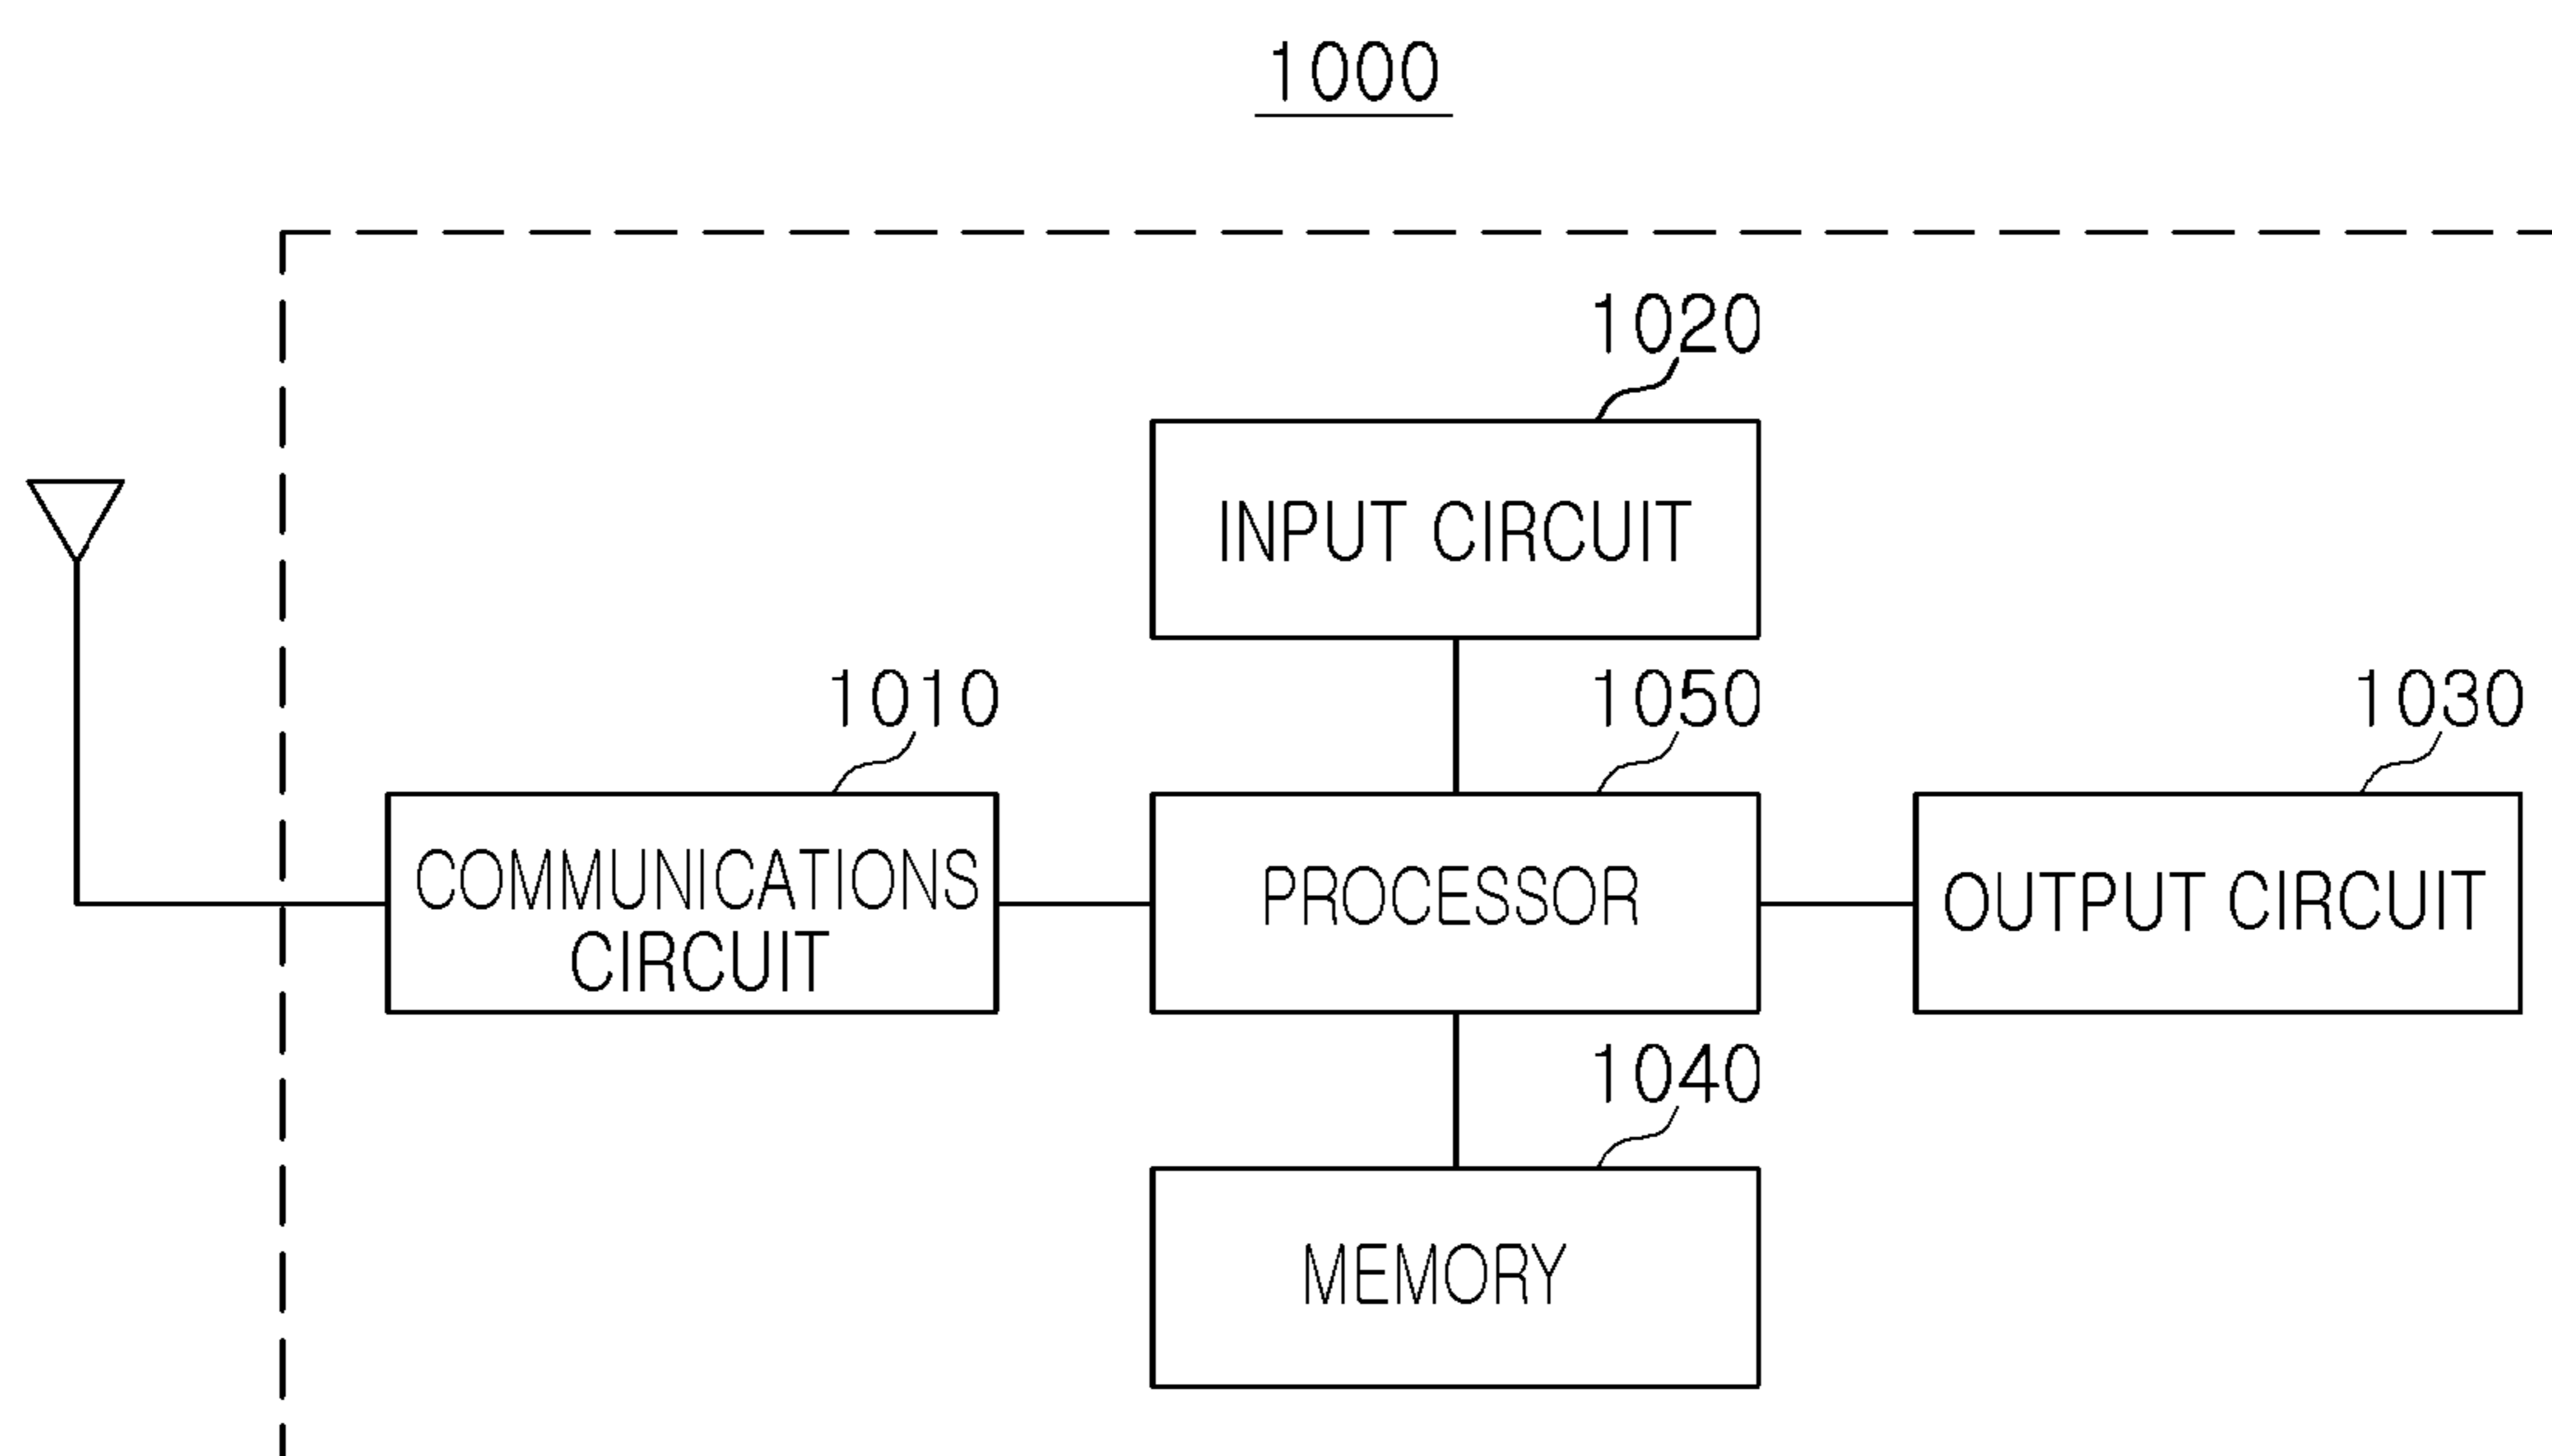 1000
1020
INPUT CIRCUIT
1010
1050
1030
COMMUNICATIONS
CIRCUIT
PROCESSOR
OUTPUT CIRCUIT
1040
MEMORY